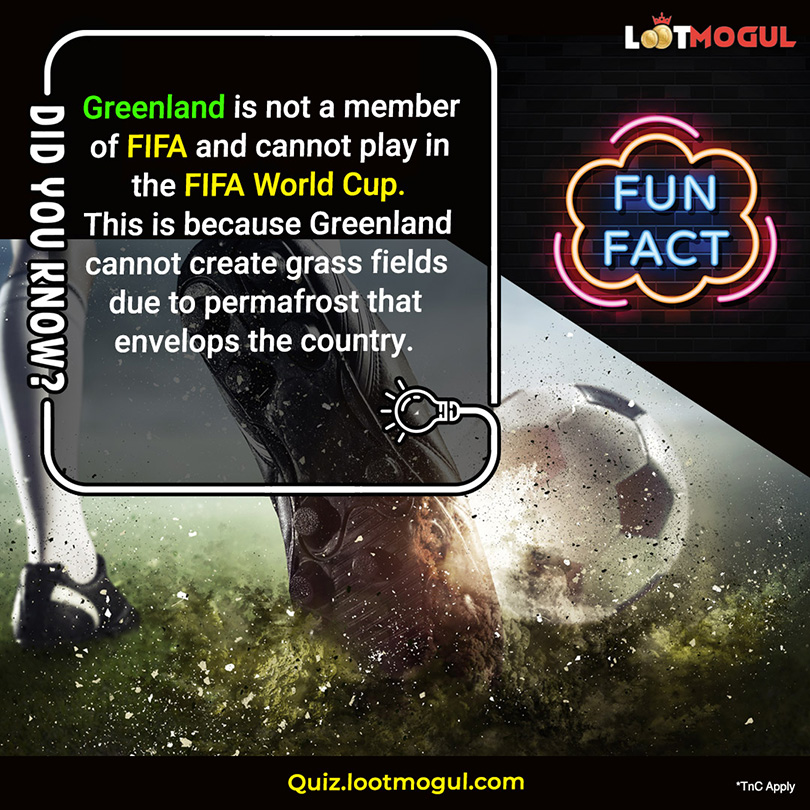 LOOTMOGUL
DID YOU KNOW?
Greenland is not a member
of FIFA and cannot play in
the FIFA World Cup.
This is because Greenland
cannot create grass fields
due to permafrost that
envelops the country.
FUN
FACT
Quiz.lootmogul.com
*TnC Apply